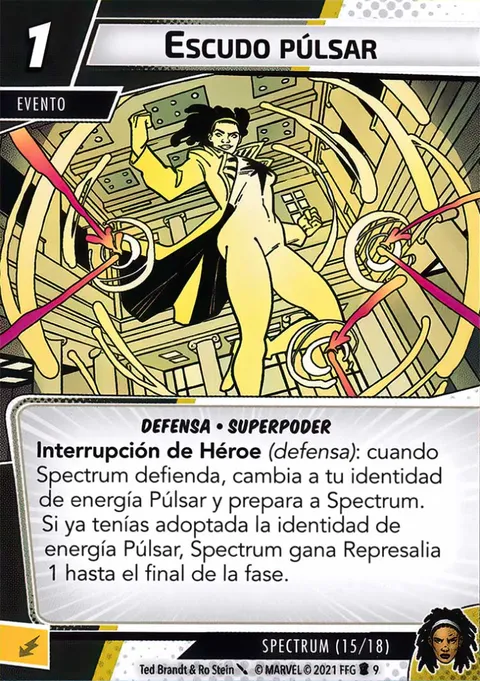 1
ESCUDO PÚLSAR
EVENTO
DEFENSA • SUPERPODER
Interrupción de Héroe (defensa): cuando
Spectrum defienda, cambia a tu identidad
de energía Púlsar y prepara a Spectrum.
Si ya tenías adoptada la identidad de
energía Púlsar, Spectrum gana Represalia
1 hasta el final de la fase.
SPECTRUM (15/18)
Ted Brandt & Ro Stein © MARVEL © 2021 FFG 9